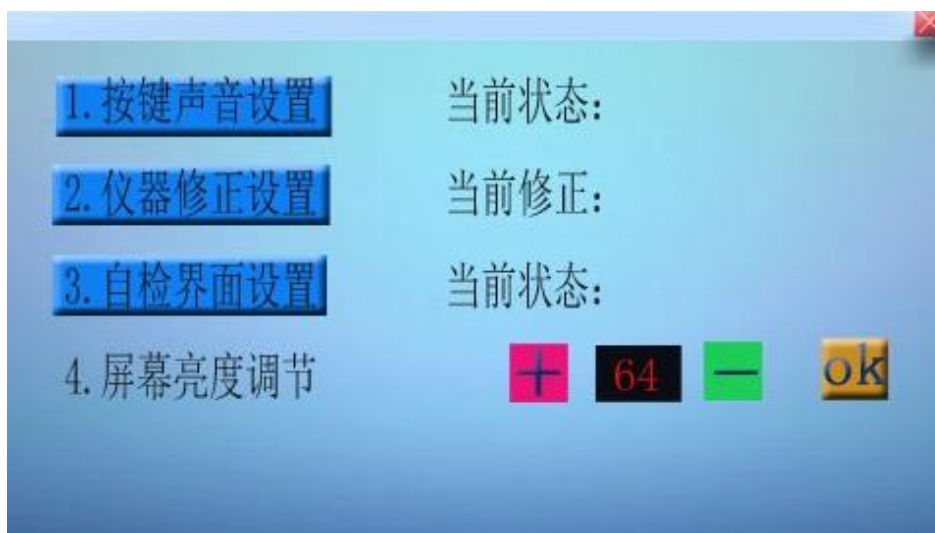 1.按键声音设置 当前状态：
2.仪器修正设置 当前修正：
3.自检界面设置 当前状态：
4.屏幕亮度调节 + 64 － ok